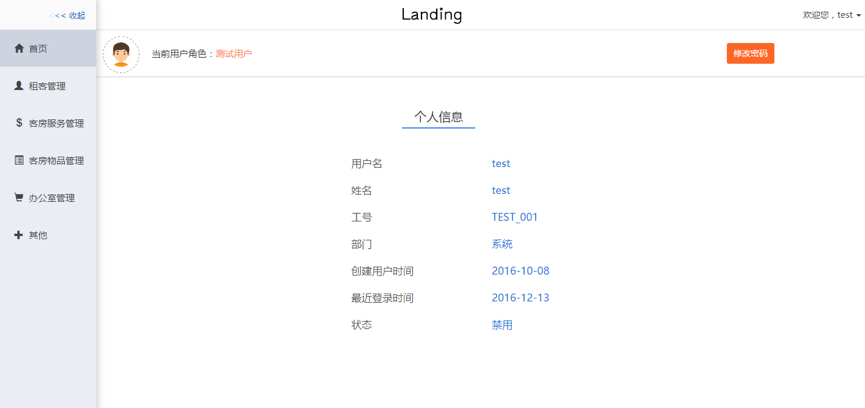 << 收起
Landing
欢迎您，test
首页
租客管理
客房服务管理
客房物品管理
办公室管理
其他
当前用户角色：测试用户
修改密码
个人信息
用户名 test
姓名 test
工号 TEST_001
部门 系统
创建用户时间 2016-10-08
最近登录时间 2016-12-13
状态 禁用